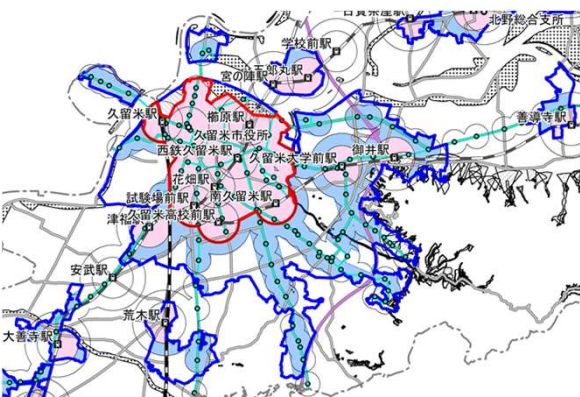 北野総合支所
学校前駅
五郎丸駅
宮の陣駅
久留米駅
櫛原駅
善導寺駅
久留米市役所
西鉄久留米駅
久留米大学前駅
御井駅
花畑駅
試験場前駅
南久留米駅
久留米高校前駅
安武駅
荒木駅
大善寺駅